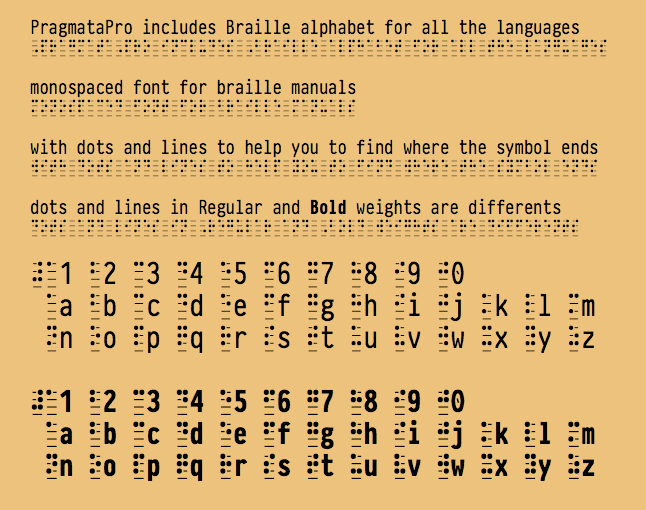 PragmataPro includes Braille alphabet for all the languages
⠠⠏⠗⠁⠛⠍⠁⠞⠁⠠⠏⠗⠕⠀⠊⠝⠉⠇⠥⠙⠑⠎⠀⠠⠃⠗⠁⠊⠇⠇⠑⠀⠁⠇⠏⠓⠁⠃⠑⠞⠀⠋⠕⠗⠀⠁⠇⠇⠀⠞⠓⠑⠀⠇⠁⠝⠛⠥⠁⠛⠑⠎
monospaced font for braille manuals
⠍⠕⠝⠕⠎⠏⠁⠉⠑⠙⠀⠋⠕⠝⠞⠀⠋⠕⠗⠀⠃⠗⠁⠊⠇⠇⠑⠀⠍⠁⠝⠥⠁⠇⠎
with dots and lines to help you to find where the symbol ends
⠺⠊⠞⠓⠀⠙⠕⠞⠎⠀⠁⠝⠙⠀⠇⠊⠝⠑⠎⠀⠞⠕⠀⠓⠑⠇⠏⠀⠽⠕⠥⠀⠞⠕⠀⠋⠊⠝⠙⠀⠺⠓⠑⠗⠑⠀⠞⠓⠑⠀⠎⠽⠍⠃⠕⠇⠀⠑⠝⠙⠎
dots and lines in Regular and Bold weights are differents
⠙⠕⠞⠎⠀⠁⠝⠙⠀⠇⠊⠝⠑⠎⠀⠊⠝⠀⠠⠗⠑⠛⠥⠇⠁⠗⠀⠁⠝⠙⠀⠠⠃⠕⠇⠙⠀⠺⠑⠊⠛⠓⠞⠎⠀⠁⠗⠑⠀⠙⠊⠋⠋⠑⠗⠑⠝⠞⠎
⠼⠁1 ⠃2 ⠉3 ⠙4 ⠑5 ⠋6 ⠛7 ⠓8 ⠊9 ⠚0
⠁a ⠃b ⠉c ⠙d ⠑e ⠋f ⠛g ⠓h ⠊i ⠚j ⠅k ⠇l ⠍m
⠝n ⠕o ⠏p ⠟q ⠗r ⠎s ⠞t ⠥u ⠧v ⠺w ⠭x ⠽y ⠵z
⠼⠁1 ⠃2 ⠉3 ⠙4 ⠑5 ⠋6 ⠛7 ⠓8 ⠊9 ⠚0
⠁a ⠃b ⠉c ⠙d ⠑e ⠋f ⠛g ⠓h ⠊i ⠚j ⠅k ⠇l ⠍m
⠝n ⠕o ⠏p ⠟q ⠗r ⠎s ⠞t ⠥u ⠧v ⠺w ⠭x ⠽y ⠵z